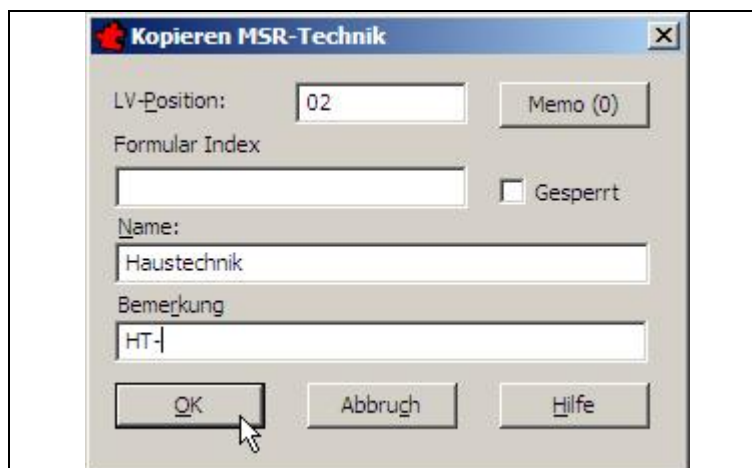 Kopieren MSR-Technik
LV-Position: 02 Memo (0)
Formular Index
Gesperrt
Name:
Haustechnik
Bemerkung
HT-
OK Abbruch Hilfe